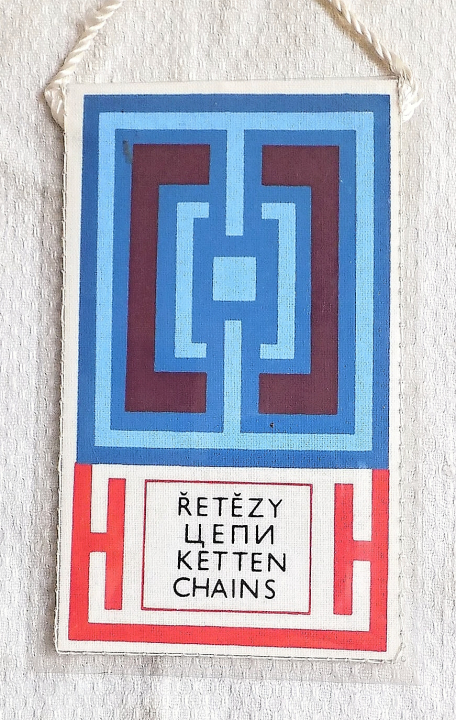 ŘETĚZY
ЦЕПИ
KETTEN
CHAINS